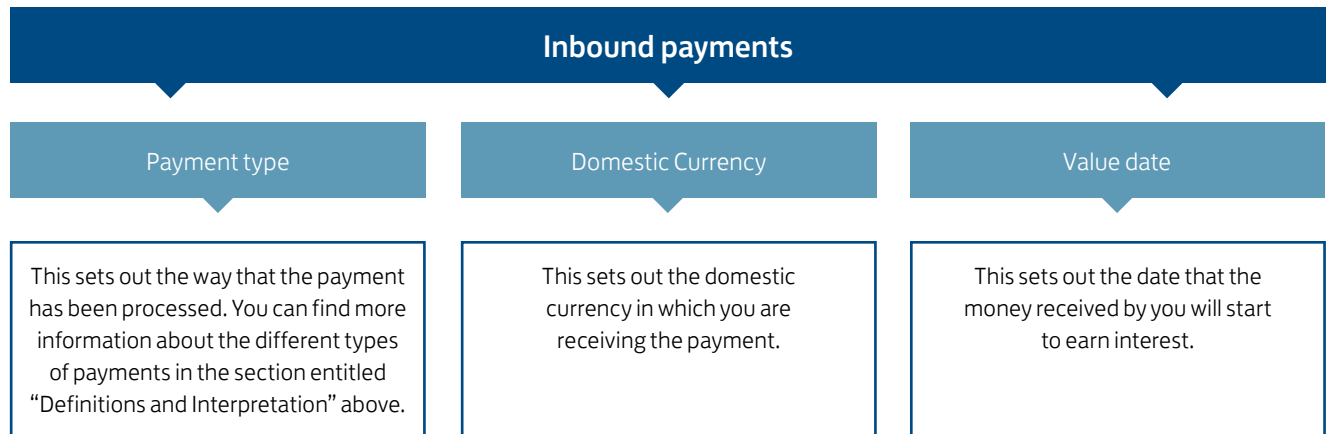 Inbound payments
Payment type
Domestic Currency
Value date
This sets out the way that the payment
has been processed. You can find more
information about the different types
of payments in the section entitled
“Definitions and Interpretation” above.
This sets out the domestic
currency in which you are
receiving the payment.
This sets out the date that the
money received by you will start
to earn interest.